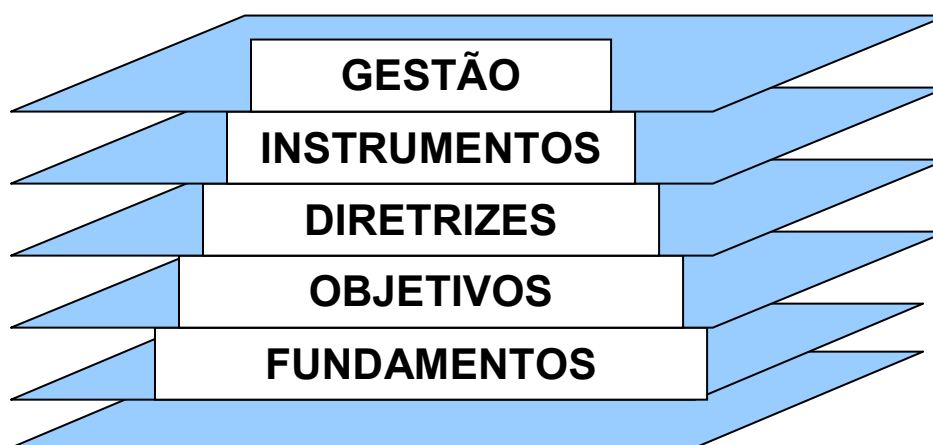 GESTÃO
INSTRUMENTOS
DIRETRIZES
OBJETIVOS
FUNDAMENTOS